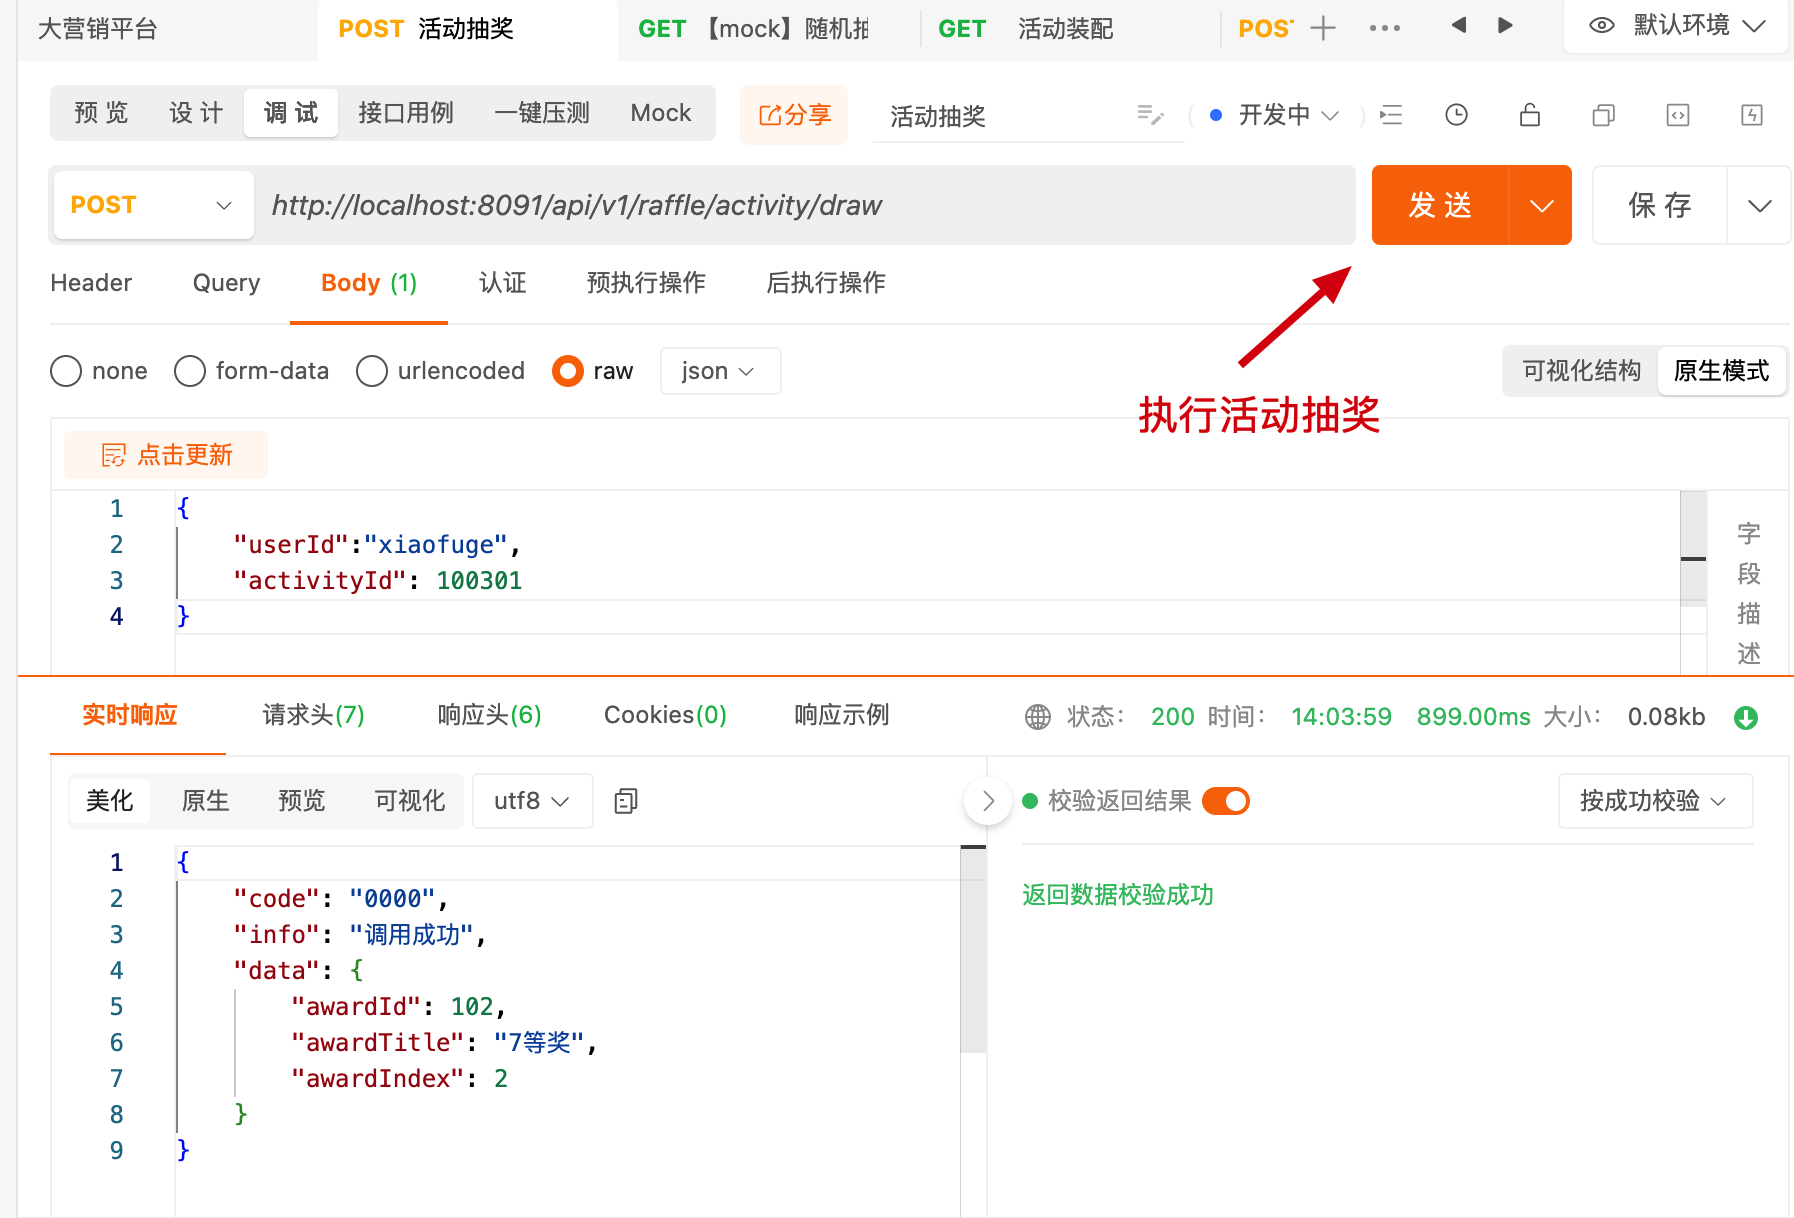 大营销平台 POST 活动抽奖 GET 【mock】随机抽 GET 活动装配 POS 默认环境
预 览 设 计 调 试 接口用例 一键压测 Mock 分享 活动抽奖 开发中
POST http://localhost:8091/api/v1/raffle/activity/draw 发 送 保 存
Header Query Body (1) 认证 预执行操作 后执行操作
none form-data urlencoded raw json 可视化结构 原生模式
执行活动抽奖
点击更新
1 {
2 "userId":"xiaofuge",
3 "activityId": 100301
4 }
字段描述
实时响应 请求头(7) 响应头(6) Cookies(0) 响应示例 状态： 200 时间： 14:03:59 899.00ms 大小： 0.08kb
美化 原生 预览 可视化 utf8 校验返回结果 按成功校验
1 {
2 "code": "0000",
3 "info": "调用成功",
4 "data": {
5 "awardId": 102,
6 "awardTitle": "7等奖",
7 "awardIndex": 2
8 }
9 }
返回数据校验成功